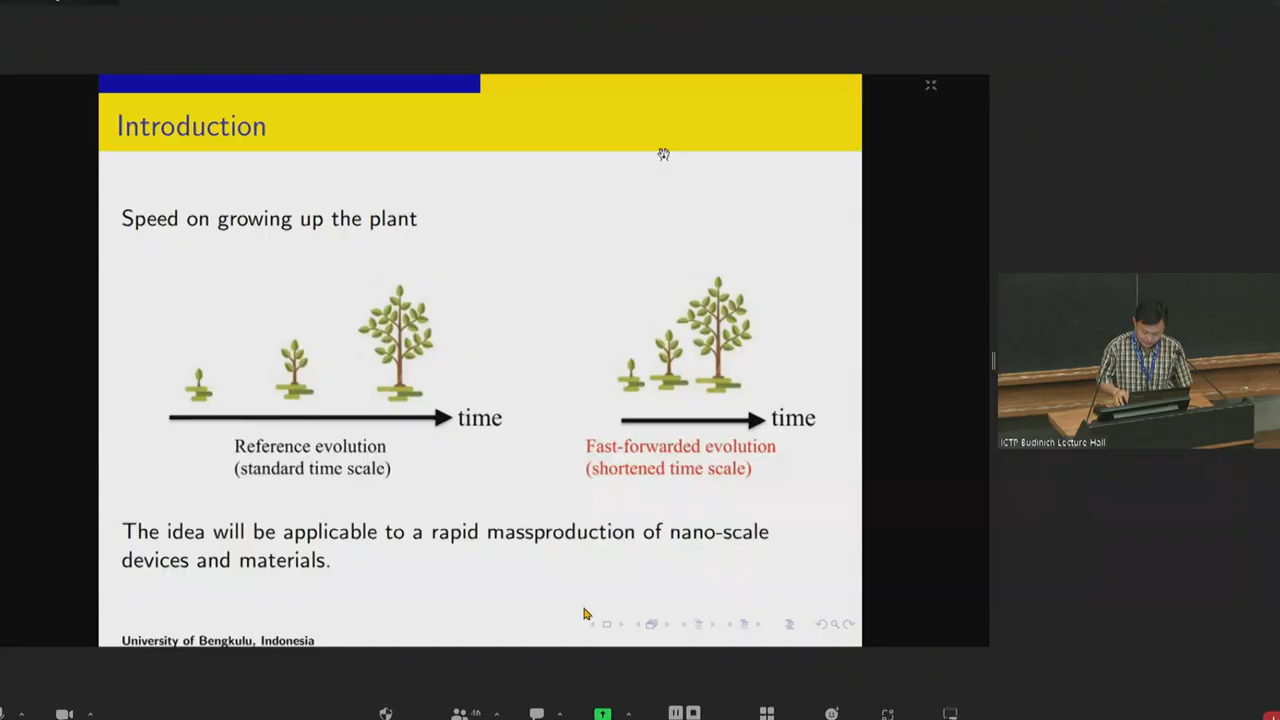 Introduction
Speed on growing up the plant
time
time
Reference evolution
(standard time scale)
Fast-forwarded evolution
(shortened time scale)
The idea will be applicable to a rapid massproduction of nano-scale
devices and materials.
University of Bengkulu, Indonesia
ICTP Budinich Lecture Hall